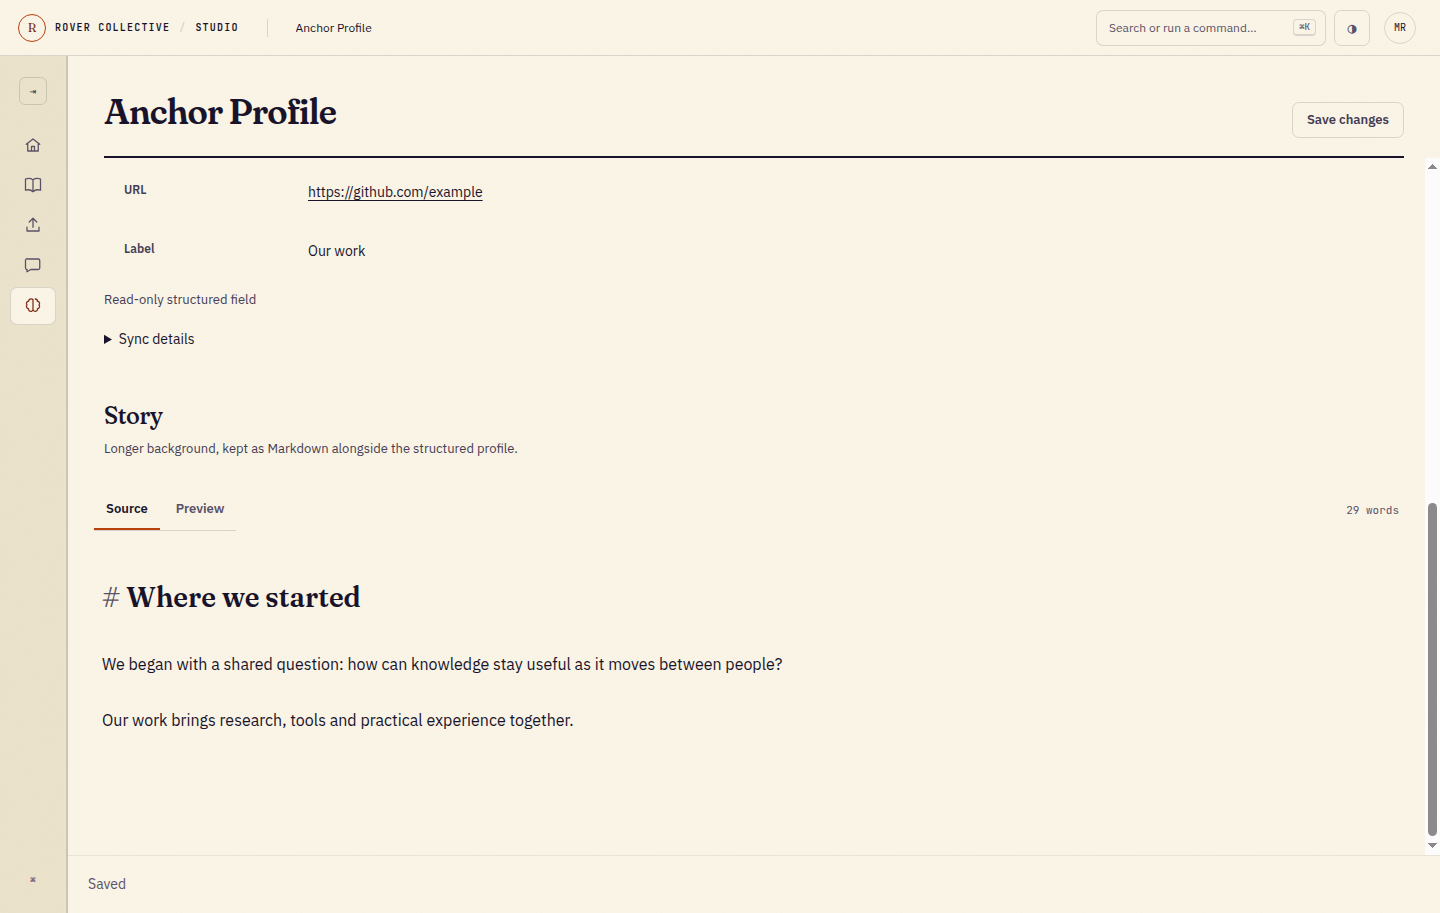 R ROVER COLLECTIVE / STUDIO Anchor Profile Search or run a command... ⌘K ◑ MR
Anchor Profile
Save changes
URL https://github.com/example
Label Our work
Read-only structured field
▶ Sync details
Story
Longer background, kept as Markdown alongside the structured profile.
Source Preview 29 words
# Where we started
We began with a shared question: how can knowledge stay useful as it moves between people?
Our work brings research, tools and practical experience together.
⌘ Saved